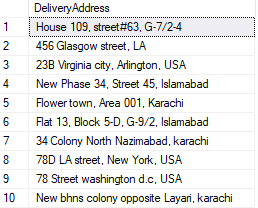 DeliveryAddress
1 House 109, street#63, G-7/2-4
2 456 Glasgow street, LA
3 23B Virginia city, Arlington, USA
4 New Phase 34, Street 45, Islamabad
5 Flower town, Area 001, Karachi
6 Flat 13, Block 5-D, G-9/2, Islamabad
7 34 Colony North Nazimabad, karachi
8 78D LA street, New York, USA
9 78 Street washington d.c, USA
10 New bhns colony opposite Layari, karachi